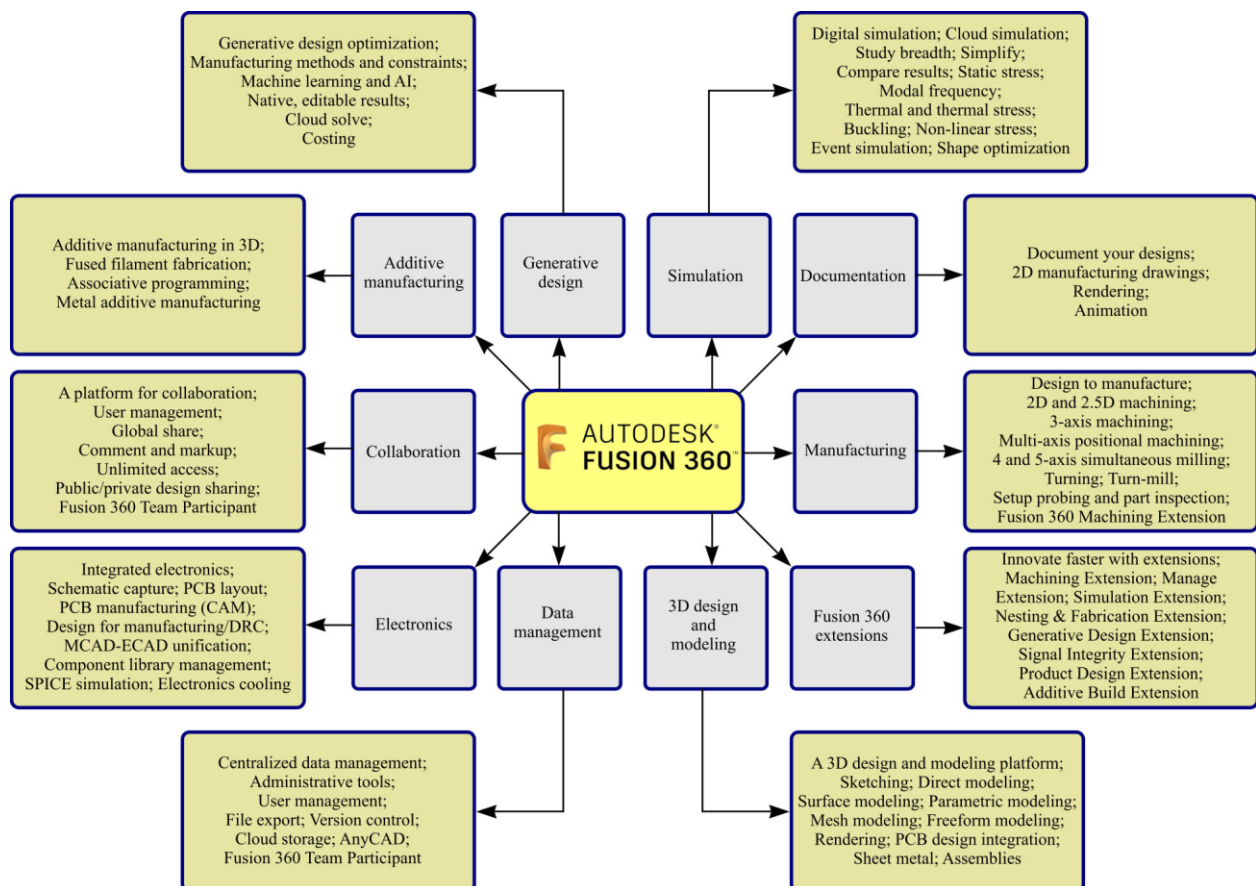 Generative design optimization;
Manufacturing methods and constraints;
Machine learning and AI;
Native, editable results;
Cloud solve;
Costing
Digital simulation; Cloud simulation;
Study breadth; Simplify;
Compare results; Static stress;
Modal frequency;
Thermal and thermal stress;
Buckling; Non-linear stress;
Event simulation; Shape optimization
Additive manufacturing in 3D;
Fused filament fabrication;
Associative programming;
Metal additive manufacturing
Additive
manufacturing
Generative
design
Simulation
Documentation
Document your designs;
2D manufacturing drawings;
Rendering;
Animation
A platform for collaboration;
User management;
Global share;
Comment and markup;
Unlimited access;
Public/private design sharing;
Fusion 360 Team Participant
Collaboration
AUTODESK®
FUSION 360™
Manufacturing
Design to manufacture;
2D and 2.5D machining;
3-axis machining;
Multi-axis positional machining;
4 and 5-axis simultaneous milling;
Turning; Turn-mill;
Setup probing and part inspection;
Fusion 360 Machining Extension
Integrated electronics;
Schematic capture; PCB layout;
PCB manufacturing (CAM);
Design for manufacturing/DRC;
MCAD-ECAD unification;
Component library management;
SPICE simulation; Electronics cooling
Electronics
Data
management
3D design
and
modeling
Fusion 360
extensions
Innovate faster with extensions;
Machining Extension; Manage
Extension; Simulation Extension;
Nesting & Fabrication Extension;
Generative Design Extension;
Signal Integrity Extension;
Product Design Extension;
Additive Build Extension
Centralized data management;
Administrative tools;
User management;
File export; Version control;
Cloud storage; AnyCAD;
Fusion 360 Team Participant
A 3D design and modeling platform;
Sketching; Direct modeling;
Surface modeling; Parametric modeling;
Mesh modeling; Freeform modeling;
Rendering; PCB design integration;
Sheet metal; Assemblies